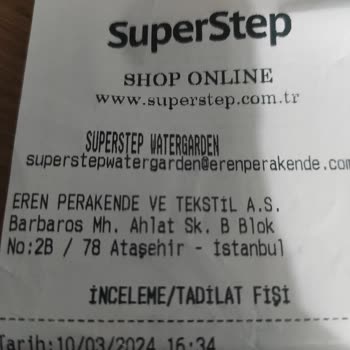 SuperStep
SHOP ONLINE
www.superstep.com.tr
SUPERSTEP WATERGARDEN
superstepwatergarden@erenperakende.com
EREN PERAKENDE VE TEKSTİL A.S.
Barbaros Mh. Ahlat Sk. B Blok
No:2B / 78 Ataşehir - İstanbul
İNCELEME/TADİLAT FİŞİ
Tarih:10/03/2024 16:34